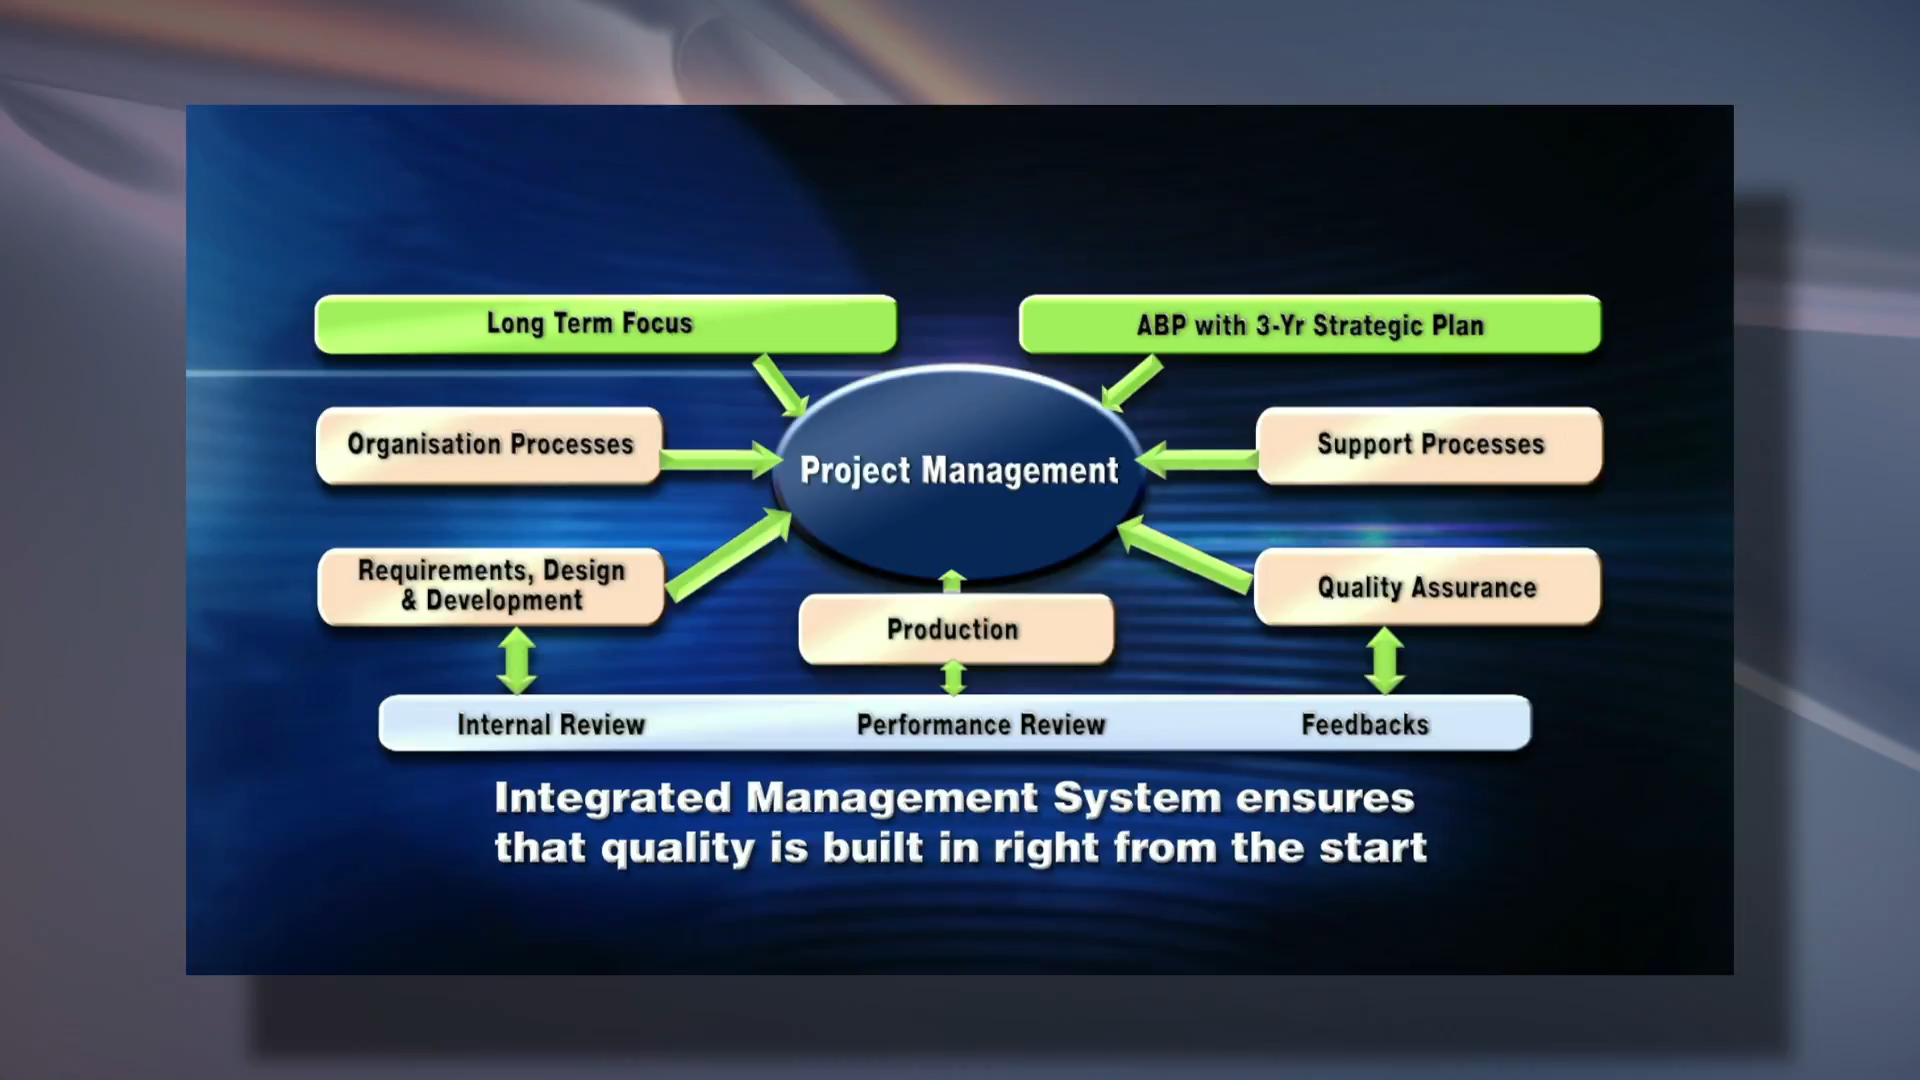 Long Term Focus
ABP with 3-Yr Strategic Plan
Organisation Processes
Project Management
Support Processes
Requirements, Design
& Development
Production
Quality Assurance
Internal Review
Performance Review
Feedbacks
Integrated Management System ensures
that quality is built in right from the start